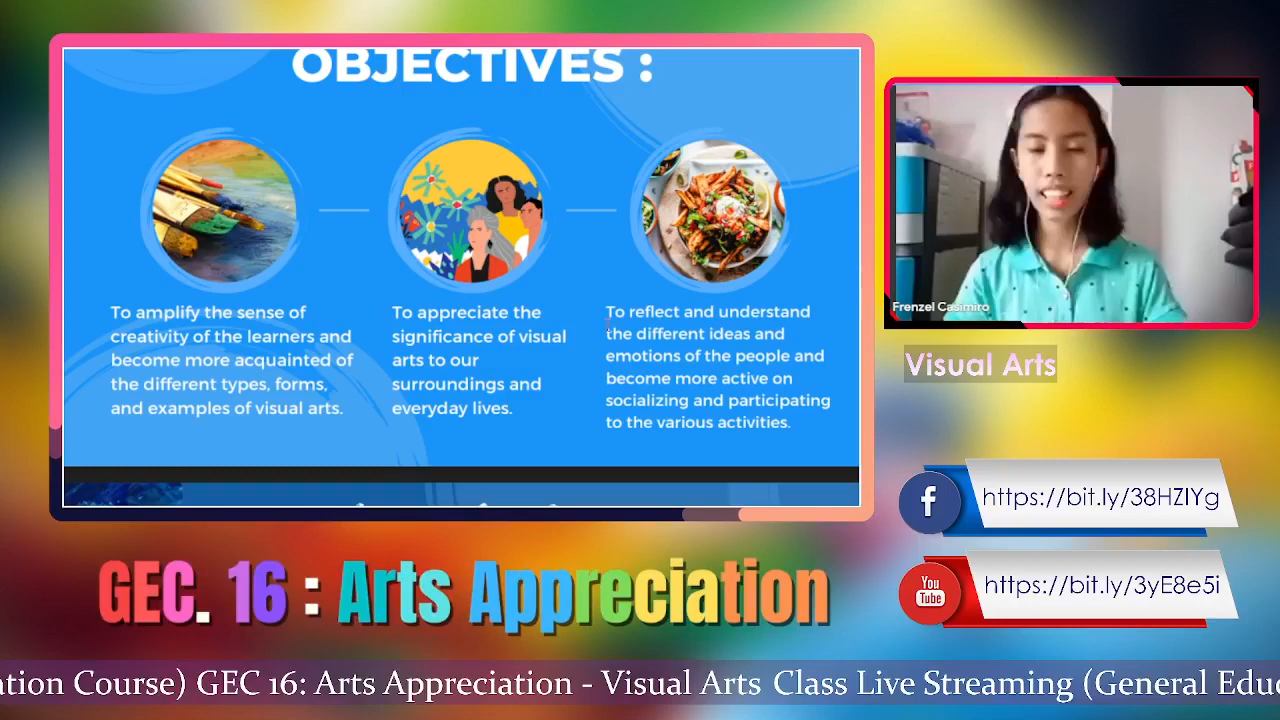 OBJECTIVES :
To amplify the sense of
creativity of the learners and
become more acquainted of
the different types, forms,
and examples of visual arts.
To appreciate the
significance of visual
arts to our
surroundings and
everyday lives.
To reflect and understand
the different ideas and
emotions of the people and
become more active on
socializing and participating
to the various activities.
Frenzel Casimiro
Visual Arts
f
https://bit.ly/38HZIYg
You
Tube
https://bit.ly/3yE8e5i
GEC. 16 : Arts Appreciation
ation Course) GEC 16: Arts Appreciation - Visual Arts Class Live Streaming (General Educ